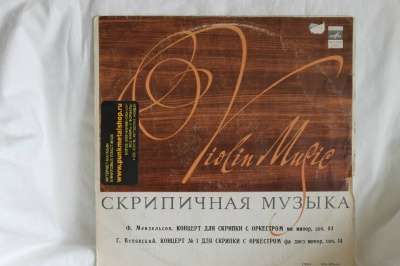 Violin Music
www.punkmetalshop.ru
СКРИПИЧНАЯ МУЗЫКА
Ф. Мендельсон. КОНЦЕРТ ДЛЯ СКРИПКИ С ОРКЕСТРОМ ми минор, соч. 64
Г. Венявский. КОНЦЕРТ № 1 ДЛЯ СКРИПКИ С ОРКЕСТРОМ фа диез минор, соч. 14